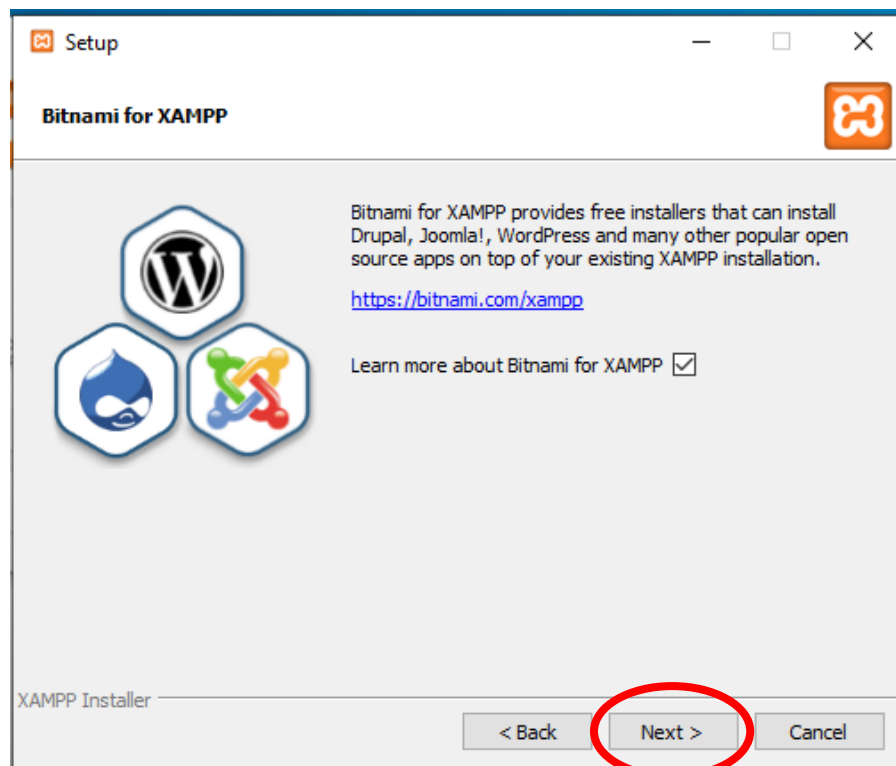 Setup
Bitnami for XAMPP
Bitnami for XAMPP provides free installers that can install
Drupal, Joomla!, WordPress and many other popular open
source apps on top of your existing XAMPP installation.
https://bitnami.com/xampp
Learn more about Bitnami for XAMPP
XAMPP Installer
< Back
Next >
Cancel